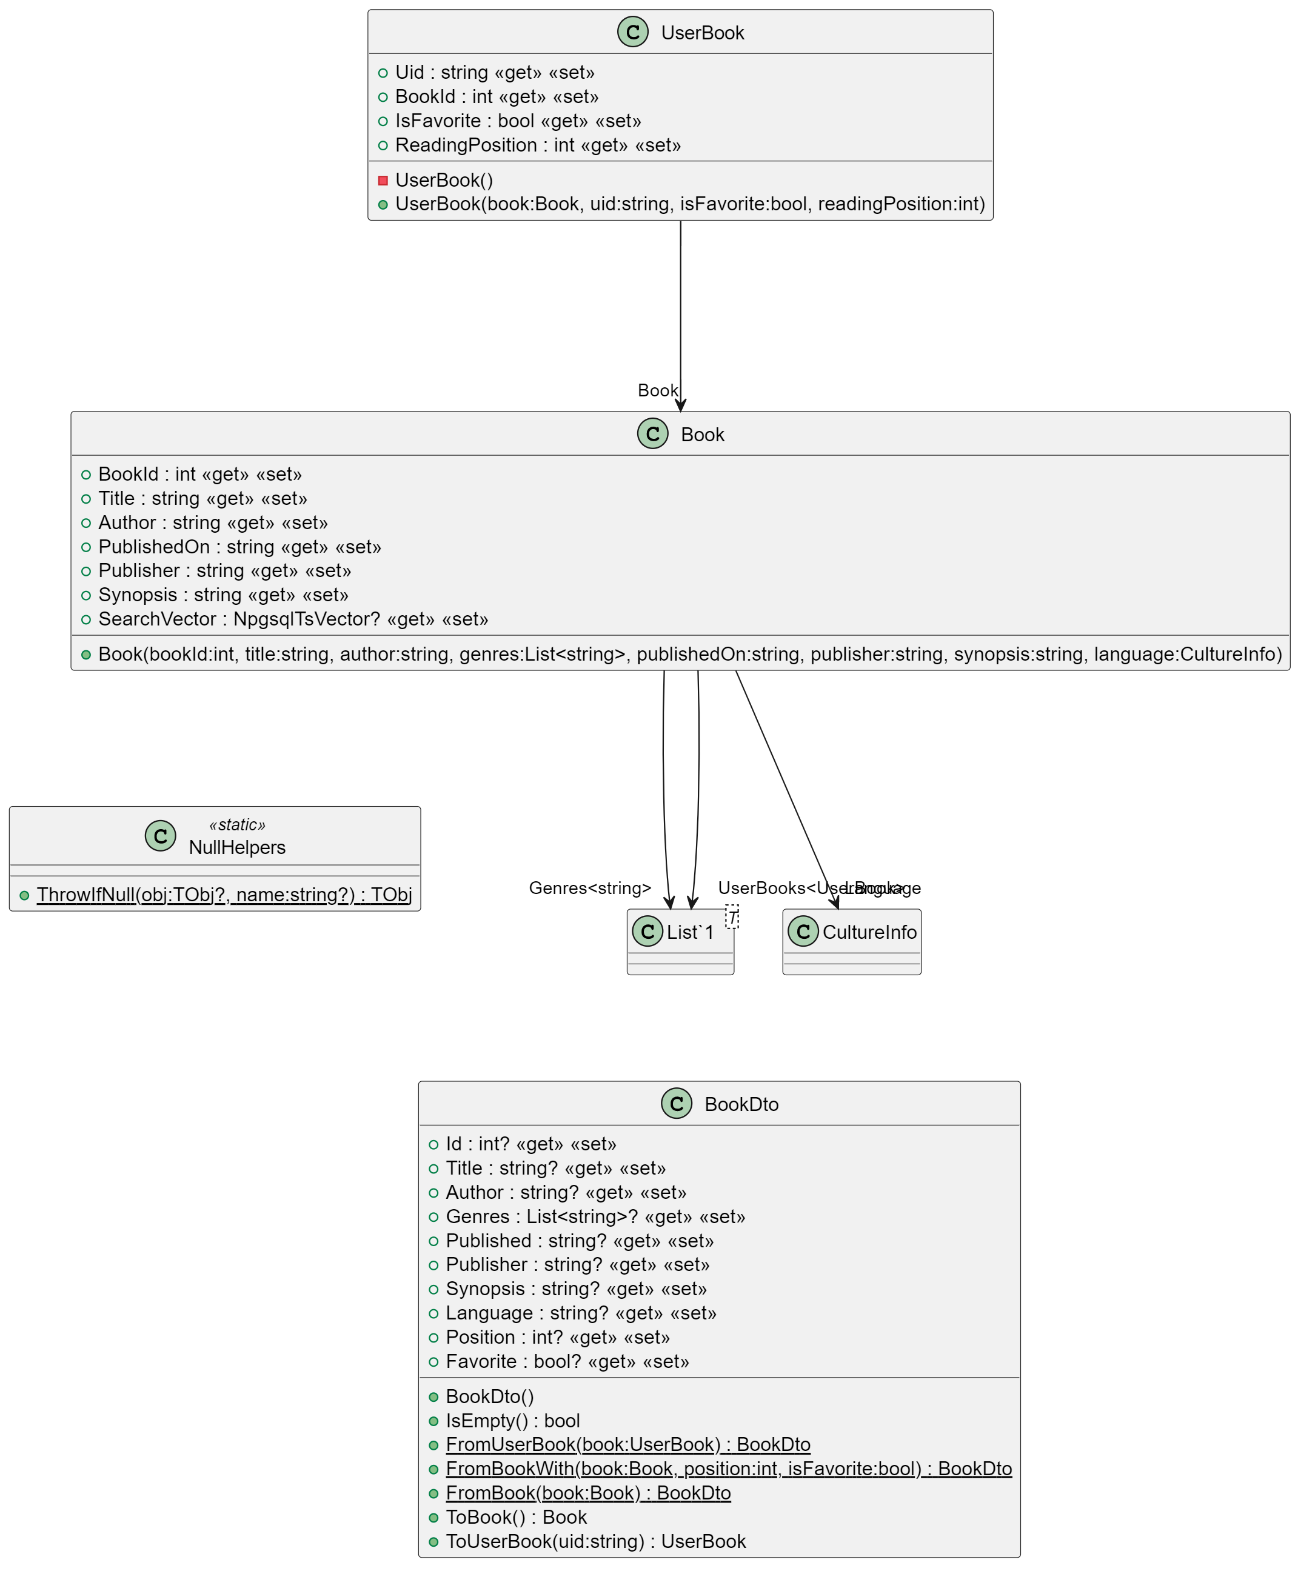 C UserBook
Uid : string «get» «set»
BookId : int «get» «set»
IsFavorite : bool «get» «set»
ReadingPosition : int «get» «set»
UserBook()
UserBook(book:Book, uid:string, isFavorite:bool, readingPosition:int)
Book
C Book
BookId : int «get» «set»
Title : string «get» «set»
Author : string «get» «set»
PublishedOn : string «get» «set»
Publisher : string «get» «set»
Synopsis : string «get» «set»
SearchVector : NpgsqlTsVector? «get» «set»
Book(bookId:int, title:string, author:string, genres:List<string>, publishedOn:string, publisher:string, synopsis:string, language:CultureInfo)
«static»
C NullHelpers
ThrowIfNull(obj:TObj?, name:string?) : TObj
Genres<string>
UserBooks<UserBook>
Language
C List`1
T
C CultureInfo
C BookDto
Id : int? «get» «set»
Title : string? «get» «set»
Author : string? «get» «set»
Genres : List<string>? «get» «set»
Published : string? «get» «set»
Publisher : string? «get» «set»
Synopsis : string? «get» «set»
Language : string? «get» «set»
Position : int? «get» «set»
Favorite : bool? «get» «set»
BookDto()
IsEmpty() : bool
FromUserBook(book:UserBook) : BookDto
FromBookWith(book:Book, position:int, isFavorite:bool) : BookDto
FromBook(book:Book) : BookDto
ToBook() : Book
ToUserBook(uid:string) : UserBook